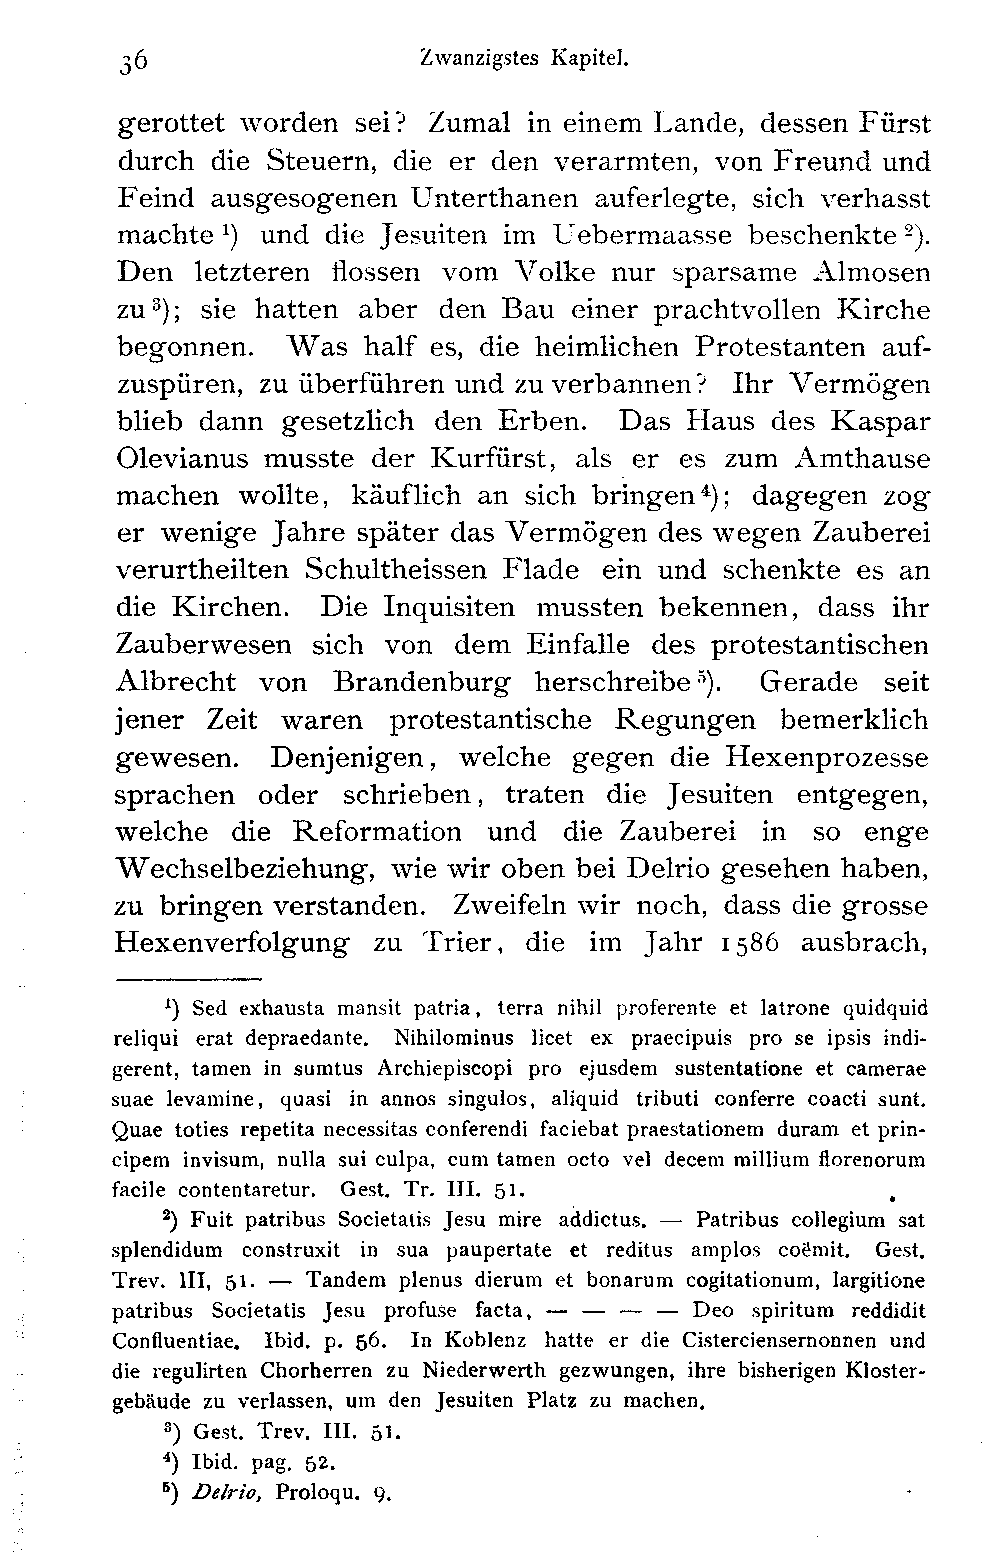 36 Zwanzigstes Kapitel.
gerottet worden sei? Zumal in einem Lande, dessen Fürst
durch die Steuern, die er den verarmten, von Freund und
Feind ausgesogenen Unterthanen auferlegte, sich verhasst
machte ¹) und die Jesuiten im Uebermaasse beschenkte ²).
Den letzteren flossen vom Volke nur sparsame Almosen
zu ³); sie hatten aber den Bau einer prachtvollen Kirche
begonnen. Was half es, die heimlichen Protestanten auf-
zuspüren, zu überführen und zu verbannen? Ihr Vermögen
blieb dann gesetzlich den Erben. Das Haus des Kaspar
Olevianus musste der Kurfürst, als er es zum Amthause
machen wollte, käuflich an sich bringen ⁴); dagegen zog
er wenige Jahre später das Vermögen des wegen Zauberei
verurtheilten Schultheissen Flade ein und schenkte es an
die Kirchen. Die Inquisiten mussten bekennen, dass ihr
Zauberwesen sich von dem Einfalle des protestantischen
Albrecht von Brandenburg herschreibe ⁵). Gerade seit
jener Zeit waren protestantische Regungen bemerklich
gewesen. Denjenigen, welche gegen die Hexenprozesse
sprachen oder schrieben, traten die Jesuiten entgegen,
welche die Reformation und die Zauberei in so enge
Wechselbeziehung, wie wir oben bei Delrio gesehen haben,
zu bringen verstanden. Zweifeln wir noch, dass die grosse
Hexenverfolgung zu Trier, die im Jahr 1586 ausbrach,
¹) Sed exhausta mansit patria, terra nihil proferente et latrone quidquid
reliqui erat depraedante. Nihilominus licet ex praecipuis pro se ipsis indi-
gerent, tamen in sumtus Archiepiscopi pro ejusdem sustentatione et camerae
suae levamine, quasi in annos singulos, aliquid tributi conferre coacti sunt.
Quae toties repetita necessitas conferendi faciebat praestationem duram et prin-
cipem invisum, nulla sui culpa, cum tamen octo vel decem millium florenorum
facile contentaretur. Gest. Tr. III. 51.
²) Fuit patribus Societatis Jesu mire addictus. — Patribus collegium sat
splendidum construxit in sua paupertate et reditus amplos coëmit. Gest.
Trev. III, 51. — Tandem plenus dierum et bonarum cogitationum, largitione
patribus Societatis Jesu profuse facta, — — — — Deo spiritum reddidit
Confluentiae. Ibid. p. 56. In Koblenz hatte er die Cisterciensernonnen und
die regulirten Chorherren zu Niederwerth gezwungen, ihre bisherigen Kloster-
gebäude zu verlassen, um den Jesuiten Platz zu machen.
³) Gest. Trev. III. 51.
⁴) Ibid. pag. 52.
⁵) Delrio, Proloqu. 9.